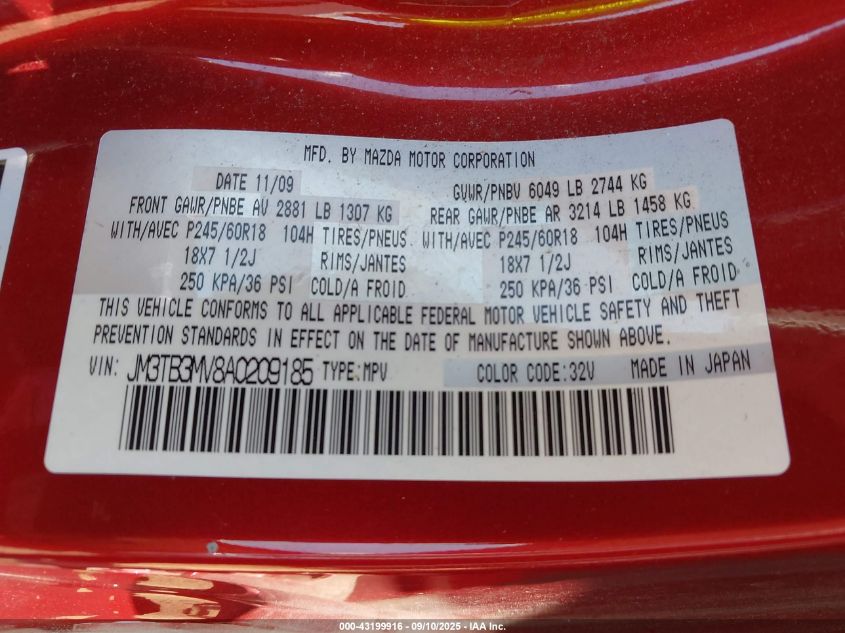 MFD. BY MAZDA MOTOR CORPORATION
DATE 11/09 GVWR/PNBV 6049 LB 2744 KG
FRONT GAWR/PNBE AV 2881 LB 1307 KG REAR GAWR/PNBE AR 3214 LB 1458 KG
WITH/AVEC P245/60R18 104H TIRES/PNEUS WITH/AVEC P245/60R18 104H TIRES/PNEUS
18X7 1/2J RIMS/JANTES 18X7 1/2J RIMS/JANTES
250 KPA/36 PSI COLD/A FROID 250 KPA/36 PSI COLD/A FROID
THIS VEHICLE CONFORMS TO ALL APPLICABLE FEDERAL MOTOR VEHICLE SAFETY AND THEFT
PREVENTION STANDARDS IN EFFECT ON THE DATE OF MANUFACTURE SHOWN ABOVE.
VIN: JM3TB3MV8A0209185 TYPE:MPV COLOR CODE:32V MADE IN JAPAN
000-43199916 - 09/10/2025 - IAA Inc.